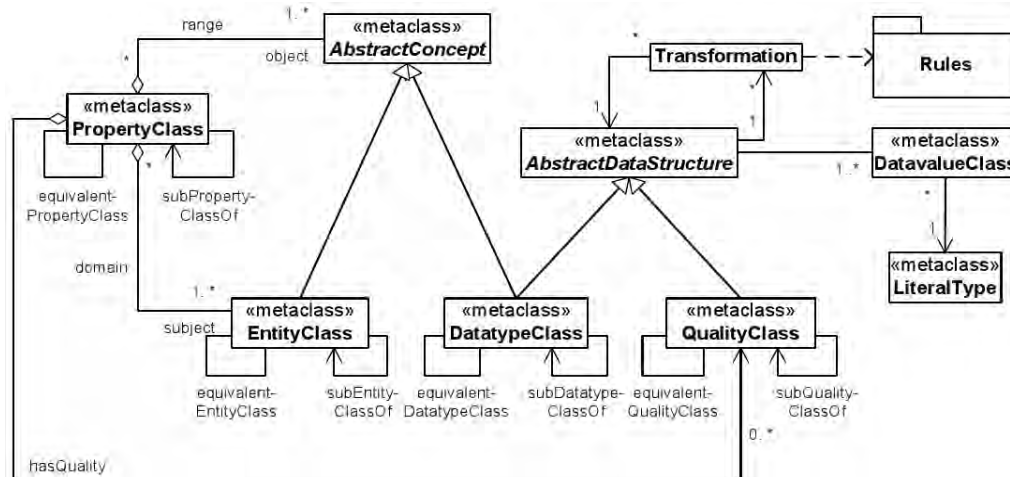 range
1..*
«metaclass»
AbstractConcept
object
*
«metaclass»
PropertyClass
*
equivalent-
PropertyClass
subProperty-
ClassOf
domain
1..*
subject
«metaclass»
EntityClass
equivalent-
EntityClass
subEntity-
ClassOf
«metaclass»
DatatypeClass
equivalent-
DatatypeClass
subDatatype-
ClassOf
«metaclass»
QualityClass
equivalent-
QualityClass
subQuality-
ClassOf
0..*
hasQuality
*
Transformation
Rules
1
*
1
«metaclass»
AbstractDataStructure
1..*
«metaclass»
DatavalueClass
*
1
«metaclass»
LiteralType